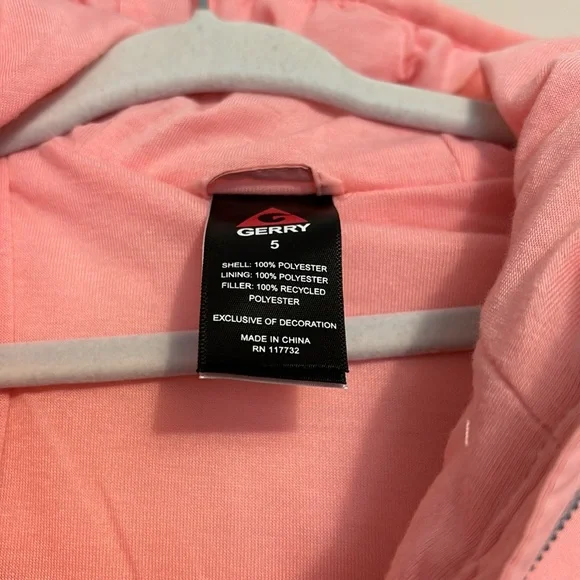 GERRY
5
SHELL: 100% POLYESTER
LINING: 100% POLYESTER
FILLER: 100% RECYCLED
POLYESTER
EXCLUSIVE OF DECORATION
MADE IN CHINA
RN 117732